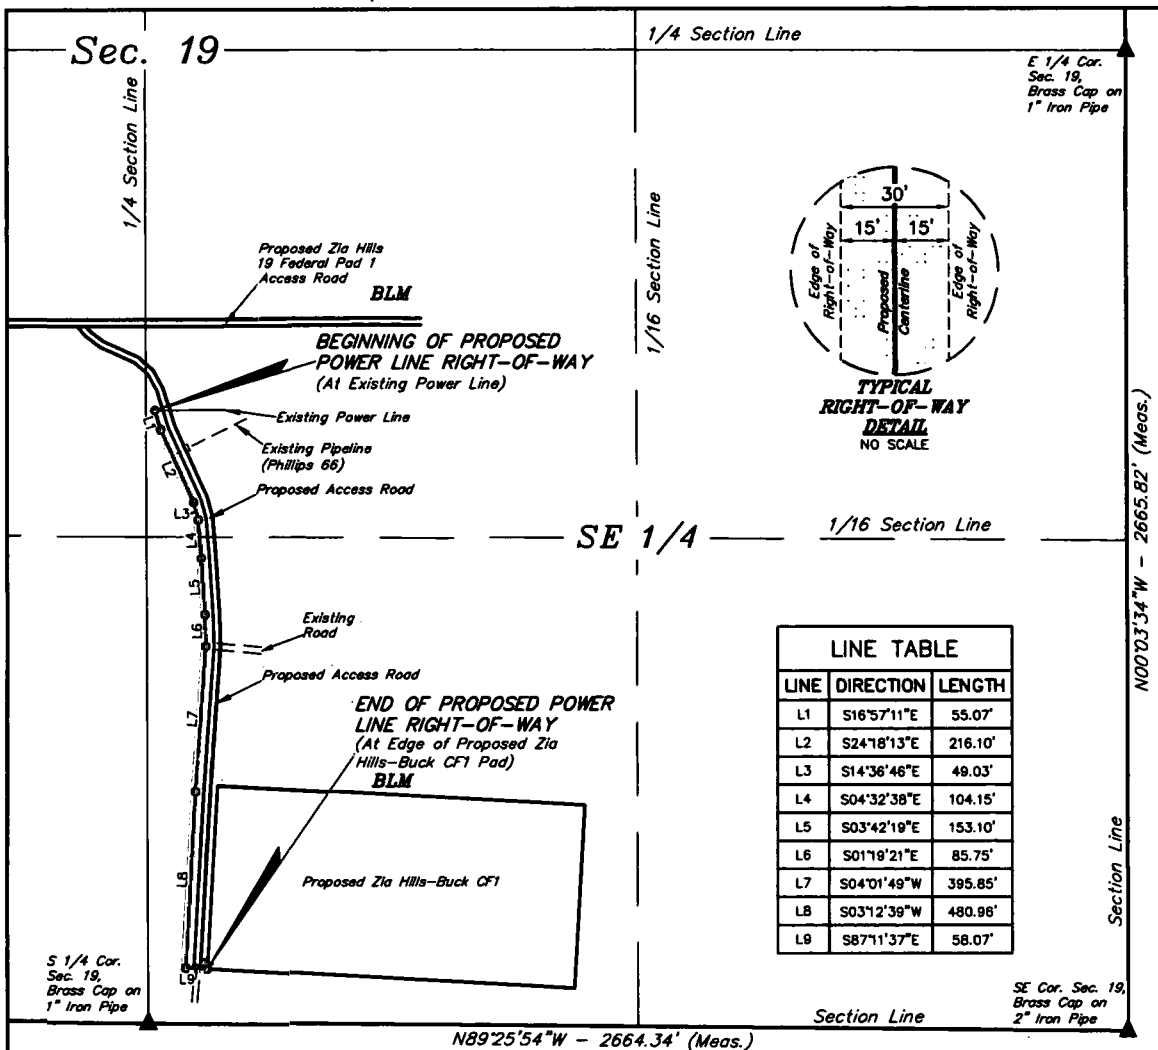 Sec. 19
1/4 Section Line
E 1/4 Cor.
Sec. 19,
Brass Cap on
1" Iron Pipe
1/4 Section Line
1/16 Section Line
30'
15' 15'
Edge of
Right-of-Way
Proposed
Centerline
Edge of
Right-of-Way
TYPICAL
RIGHT-OF-WAY
DETAIL
NO SCALE
Proposed Zia Hills
19 Federal Pad 1
Access Road
BLM
BEGINNING OF PROPOSED
POWER LINE RIGHT-OF-WAY
(At Existing Power Line)
Existing Power Line
Existing Pipeline
(Phillips 66)
Proposed Access Road
L1
L2
L3
L4
L5
L6
L7
L8
L9
SE 1/4
1/16 Section Line
N00°03'34"W - 2665.82' (Meas.)
Existing
Road
Proposed Access Road
END OF PROPOSED POWER
LINE RIGHT-OF-WAY
(At Edge of Proposed Zia
Hills-Buck CF1 Pad)
BLM
Proposed Zia Hills-Buck CF1
LINE TABLE
LINE DIRECTION LENGTH
L1 S16°57'11"E 55.07'
L2 S24°18'13"E 216.10'
L3 S14°36'46"E 49.03'
L4 S04°32'38"E 104.15'
L5 S03°42'19"E 153.10'
L6 S01°19'21"E 85.75'
L7 S04°01'49"W 395.85'
L8 S03°12'39"W 480.96'
L9 S87°11'37"E 58.07'
Section Line
S 1/4 Cor.
Sec. 19,
Brass Cap on
1" Iron Pipe
SE Cor. Sec. 19,
Brass Cap on
2" Iron Pipe
Section Line
N89°25'54"W - 2664.34' (Meas.)